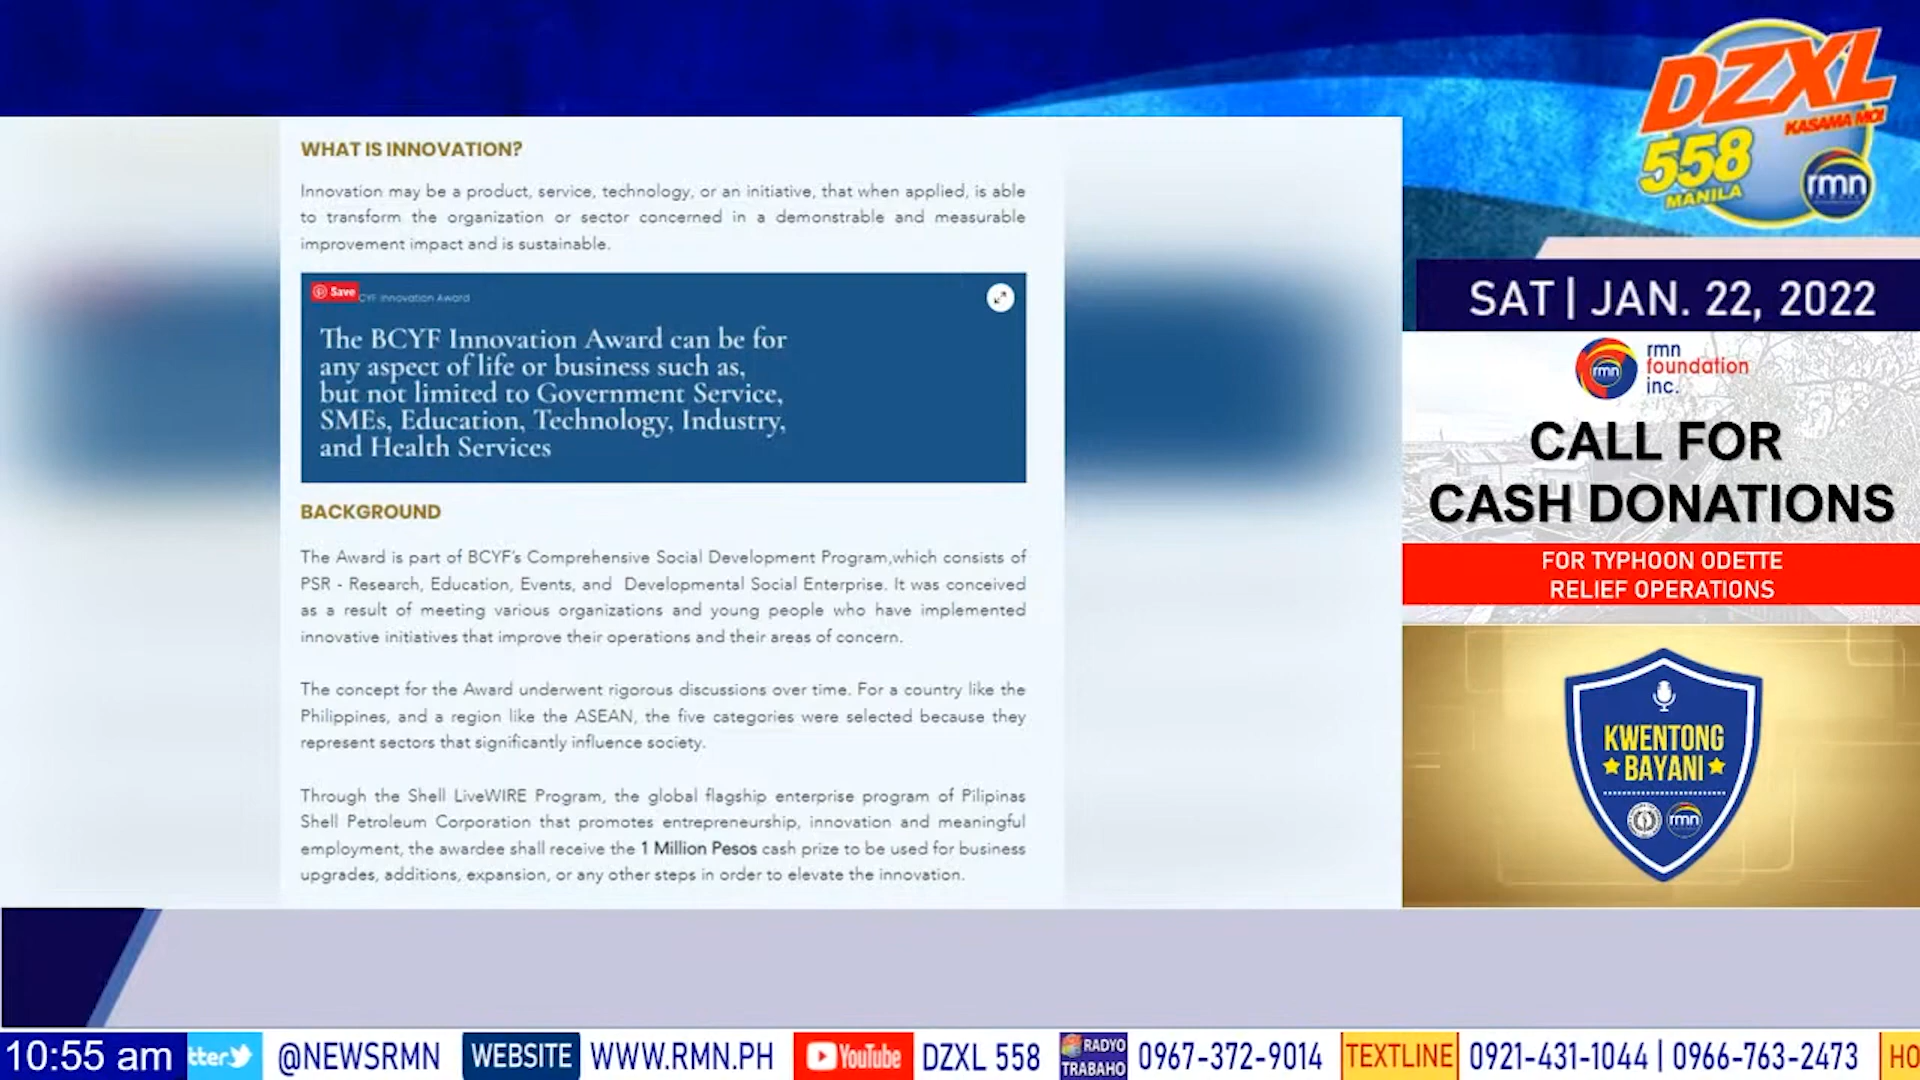 DZXL
KASAMA MO!
558
MANILA
rmn
WHAT IS INNOVATION?
Innovation may be a product, service, technology, or an initiative, that when applied, is able
to transform the organization or sector concerned in a demonstrable and measurable
improvement impact and is sustainable.
Save
CYF Innovation Award
The BCYF Innovation Award can be for
any aspect of life or business such as,
but not limited to Government Service,
SMEs, Education, Technology, Industry,
and Health Services
BACKGROUND
The Award is part of BCYF's Comprehensive Social Development Program,which consists of
PSR - Research, Education, Events, and Developmental Social Enterprise. It was conceived
as a result of meeting various organizations and young people who have implemented
innovative initiatives that improve their operations and their areas of concern.
The concept for the Award underwent rigorous discussions over time. For a country like the
Philippines, and a region like the ASEAN, the five categories were selected because they
represent sectors that significantly influence society.
Through the Shell LiveWIRE Program, the global flagship enterprise program of Pilipinas
Shell Petroleum Corporation that promotes entrepreneurship, innovation and meaningful
employment, the awardee shall receive the 1 Million Pesos cash prize to be used for business
upgrades, additions, expansion, or any other steps in order to elevate the innovation.
SAT | JAN. 22, 2022
rmn
rmn
foundation
inc.
CALL FOR
CASH DONATIONS
FOR TYPHOON ODETTE
RELIEF OPERATIONS
KWENTONG
BAYANI
rmn
10:55 am
tter @NEWSRMN WEBSITE WWW.RMN.PH YouTube DZXL 558 RADYO TRABAHO 0967-372-9014 TEXTLINE 0921-431-1044 | 0966-763-2473 HO